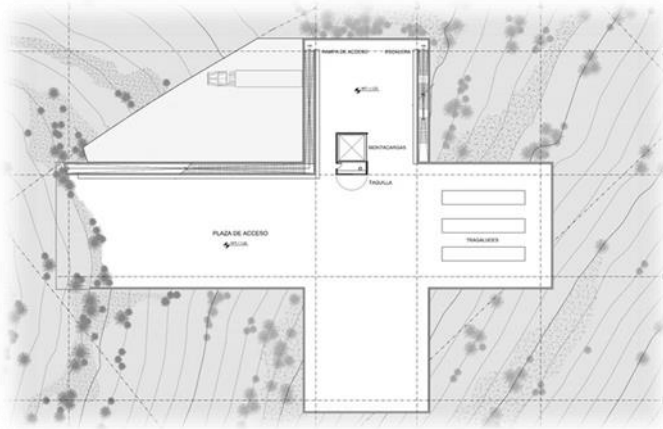 RAMPA DE ACCESO
ESCALERA
MONTACARGAS
TAQUILLA
PLAZA DE ACCESO
TRAGALUCES